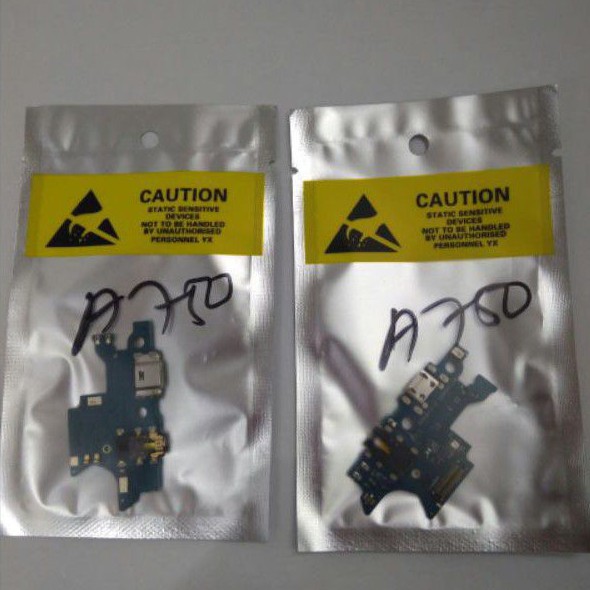 CAUTION
STATIC SENSITIVE
DEVICES
NOT TO BE HANDLED
BY UNAUTHORISED
PERSONNEL YX
A750
CAUTION
STATIC SENSITIVE
DEVICES
NOT TO BE HANDLED
BY UNAUTHORISED
PERSONNEL YX
A750